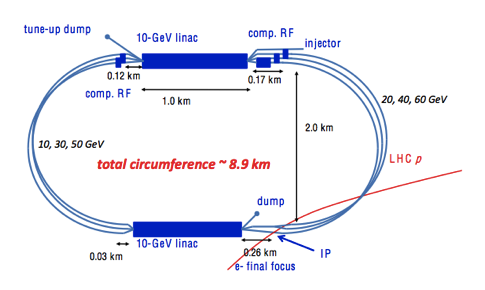 tune-up dump
10-GeV linac
comp. RF
injector
0.12 km
0.17 km
comp. RF
1.0 km
20, 40, 60 GeV
2.0 km
10, 30, 50 GeV
total circumference ~ 8.9 km
LHC p
dump
10-GeV linac
IP
0.03 km
0.26 km
e- final focus